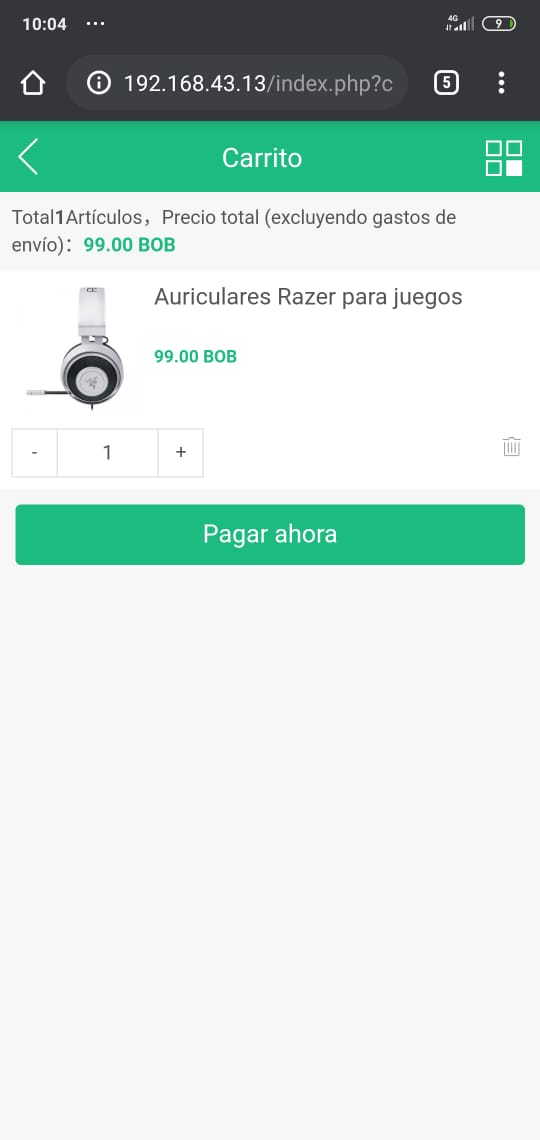 10:04 ...
4G
9
192.168.43.13/index.php?c
5
Carrito
Total1Artículos，Precio total (excluyendo gastos de
envío)：99.00 BOB
Auriculares Razer para juegos
99.00 BOB
- 1 +
Pagar ahora